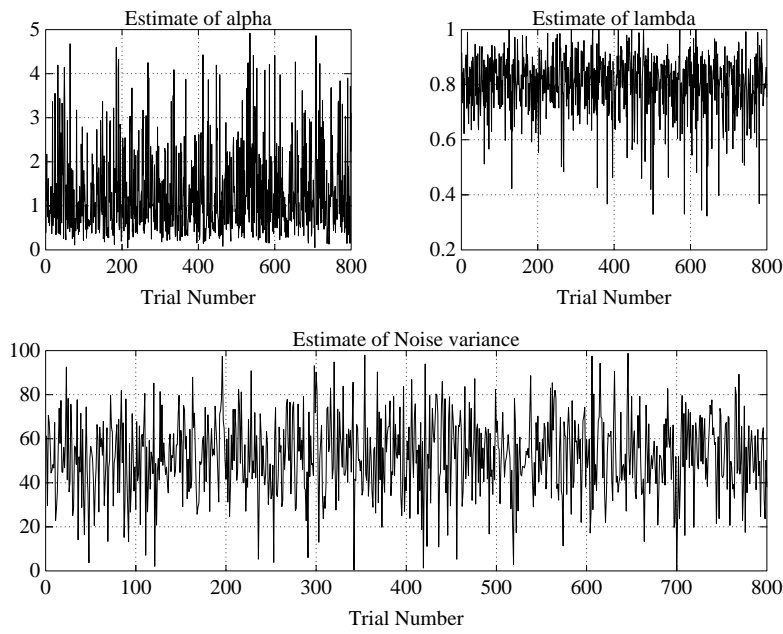 Estimate of alpha
5
4
3
2
1
0
0 200 400 600 800
Trial Number
Estimate of lambda
1
0.8
0.6
0.4
0.2
0 200 400 600 800
Trial Number
Estimate of Noise variance
100
80
60
40
20
0
0 100 200 300 400 500 600 700 800
Trial Number